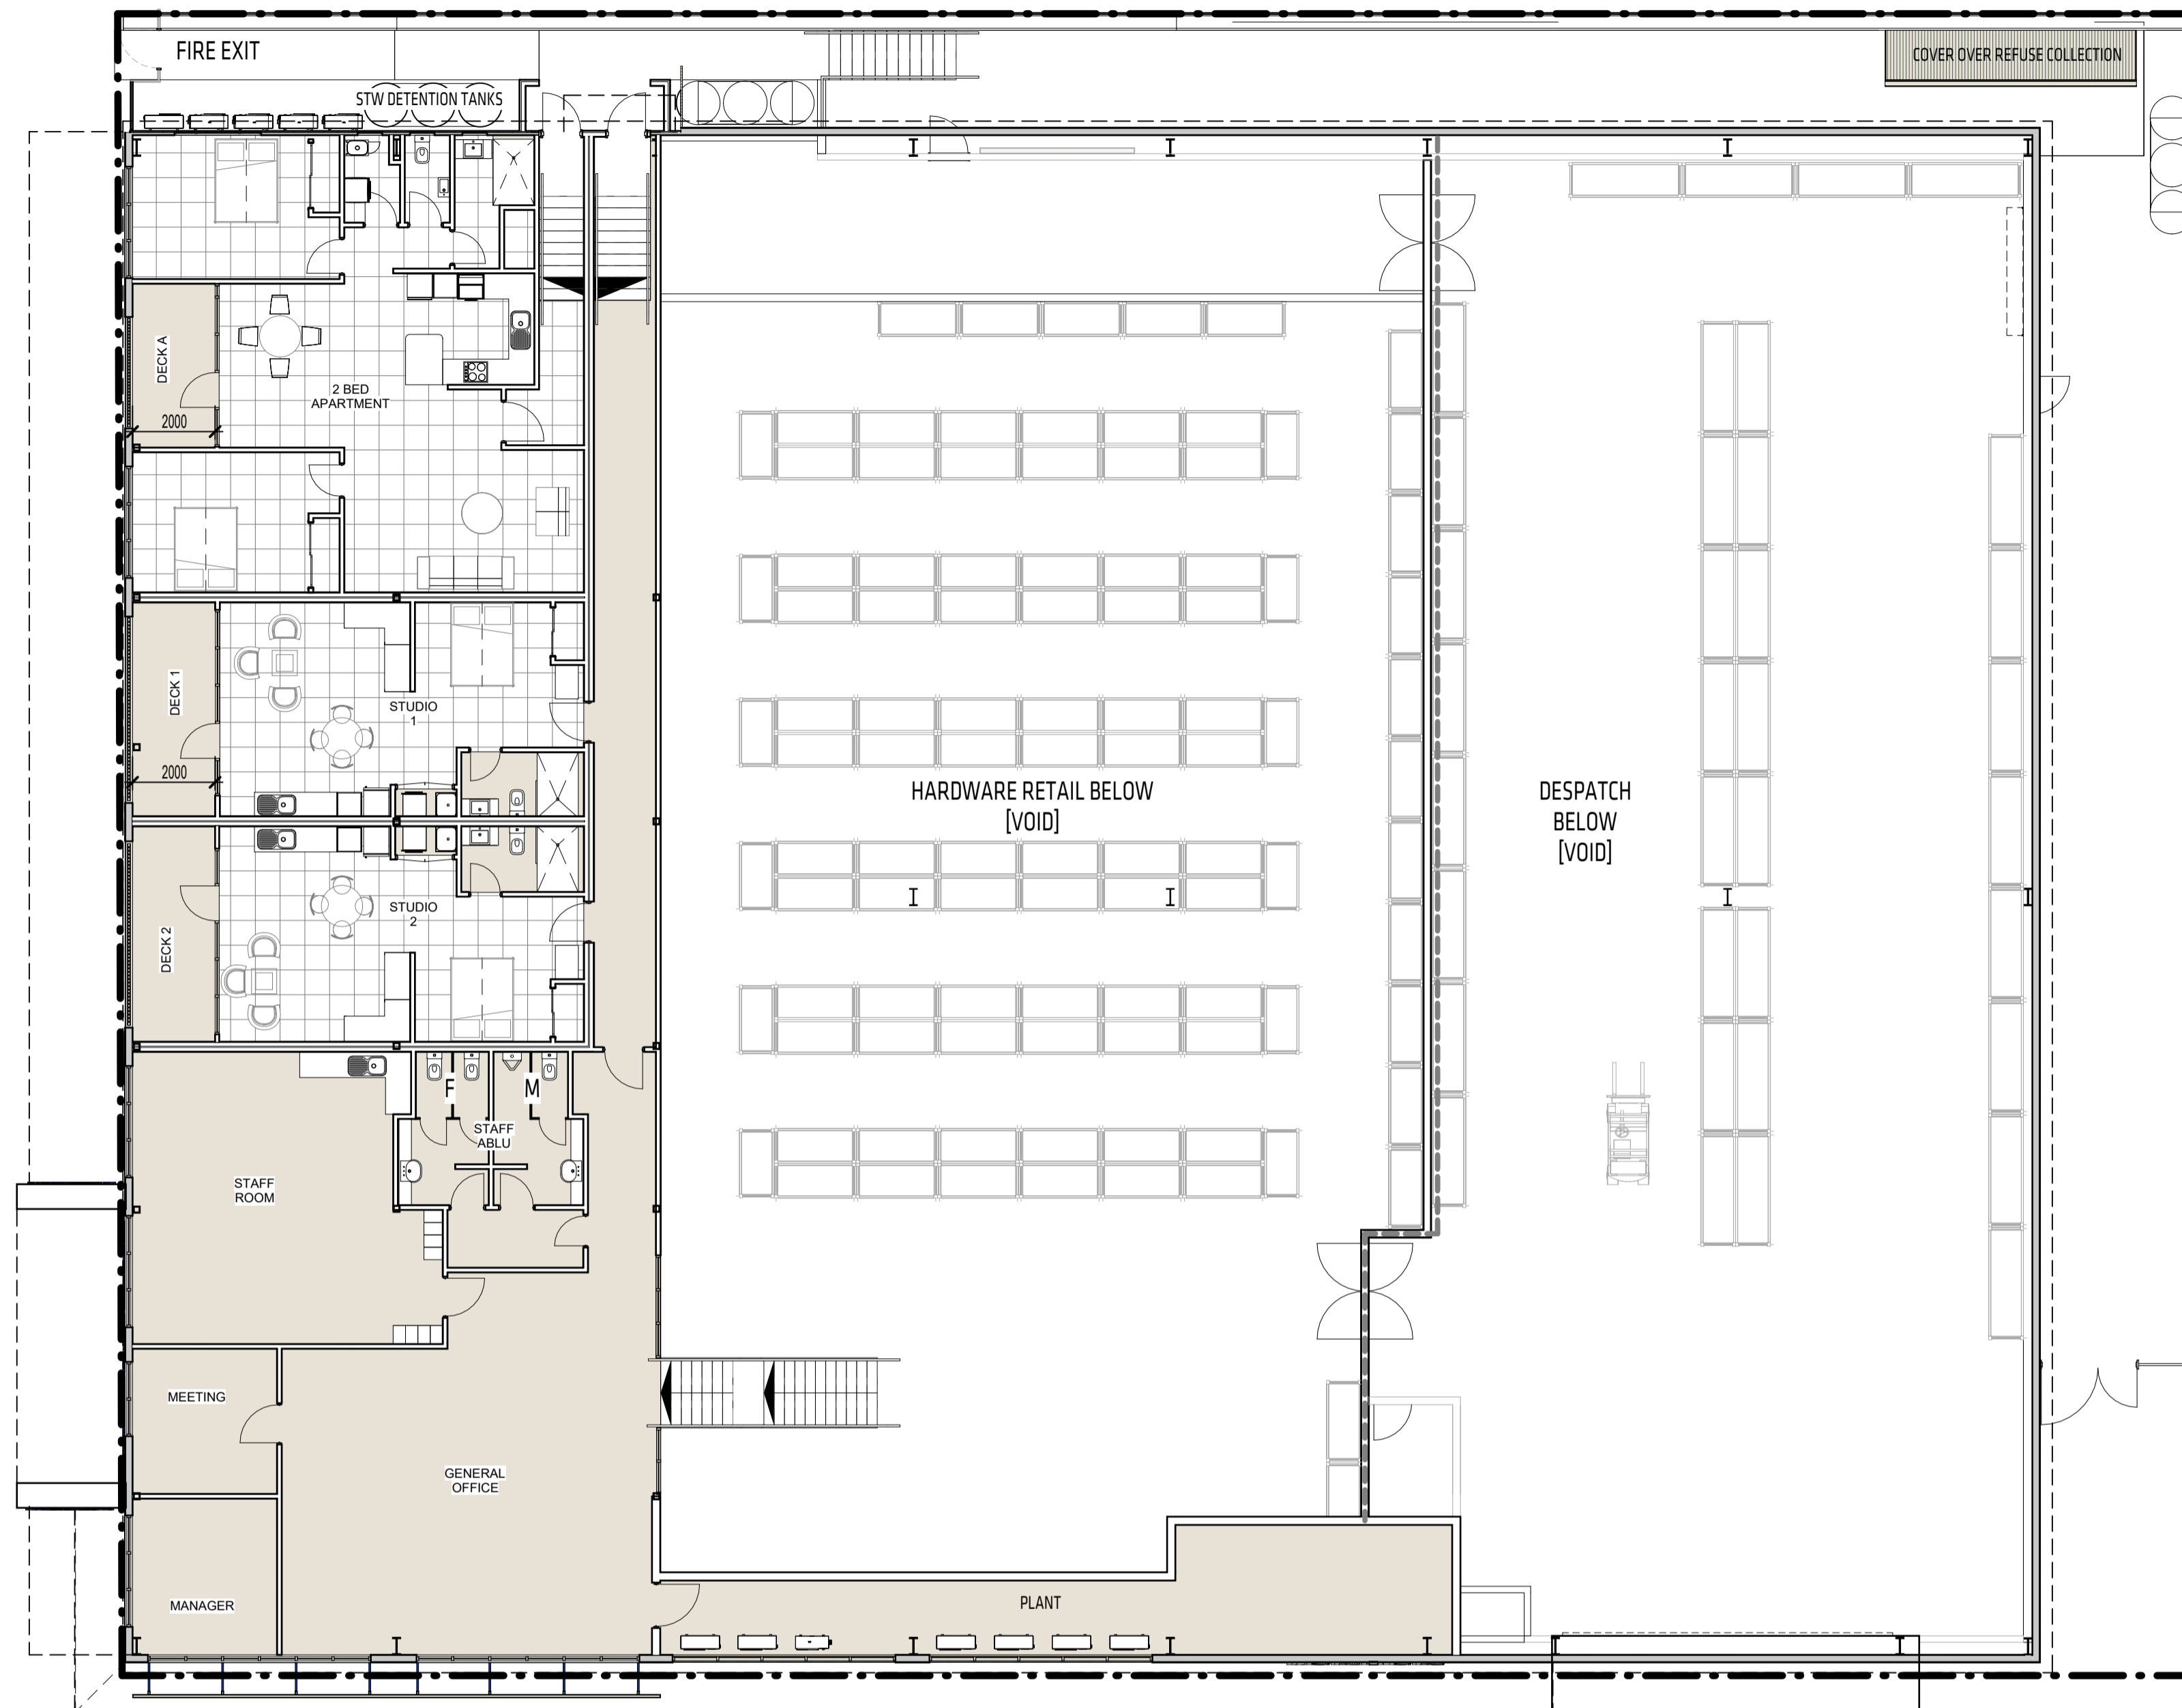 FIRE EXIT
COVER OVER REFUSE COLLECTION
STW DETENTION TANKS
DECK A
2 BED
APARTMENT
2000
DECK 1
STUDIO
1
2000
HARDWARE RETAIL BELOW
[VOID]
DESPATCH
BELOW
[VOID]
STUDIO
2
DECK 2
F
M
STAFF
ABLU
STAFF
ROOM
MEETING
GENERAL
OFFICE
MANAGER
PLANT